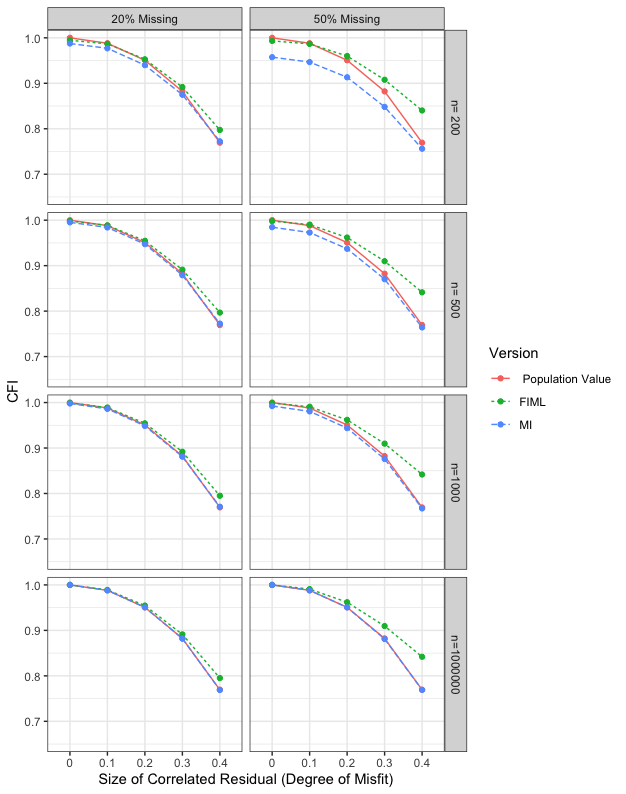 20% Missing 50% Missing
1.0
0.9
0.8
0.7
n= 200
1.0
0.9
0.8
0.7
n= 500
1.0
0.9
0.8
0.7
n=1000
1.0
0.9
0.8
0.7
n=1000000
0 0.1 0.2 0.3 0.4 0 0.1 0.2 0.3 0.4
Size of Correlated Residual (Degree of Misfit)
CFI
Version
Population Value
FIML
MI